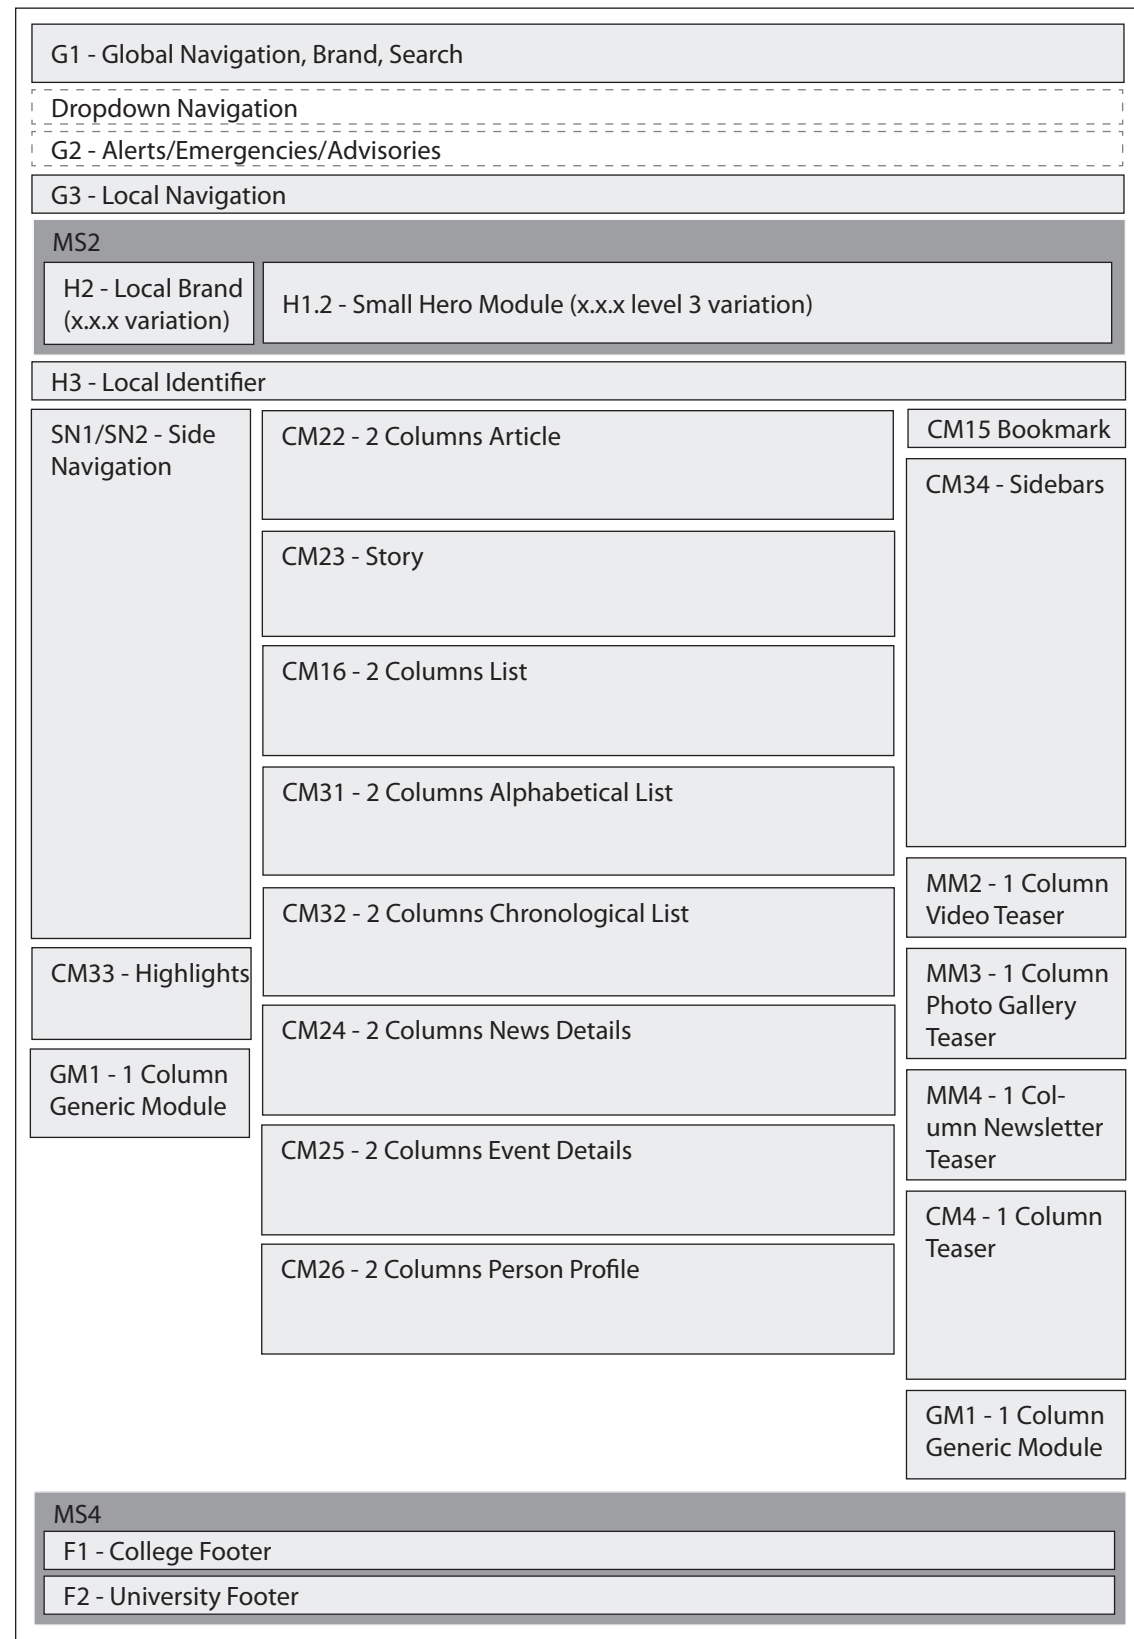 G1 - Global Navigation, Brand, Search
Dropdown Navigation
G2 - Alerts/Emergencies/Advisories
G3 - Local Navigation
MS2
H2 - Local Brand
(x.x.x variation)
H1.2 - Small Hero Module (x.x.x level 3 variation)
H3 - Local Identifier
SN1/SN2 - Side
Navigation
CM33 - Highlights
GM1 - 1 Column
Generic Module
CM22 - 2 Columns Article
CM23 - Story
CM16 - 2 Columns List
CM31 - 2 Columns Alphabetical List
CM32 - 2 Columns Chronological List
CM24 - 2 Columns News Details
CM25 - 2 Columns Event Details
CM26 - 2 Columns Person Profile
CM15 Bookmark
CM34 - Sidebars
MM2 - 1 Column
Video Teaser
MM3 - 1 Column
Photo Gallery
Teaser
MM4 - 1 Col-
umn Newsletter
Teaser
CM4 - 1 Column
Teaser
GM1 - 1 Column
Generic Module
MS4
F1 - College Footer
F2 - University Footer